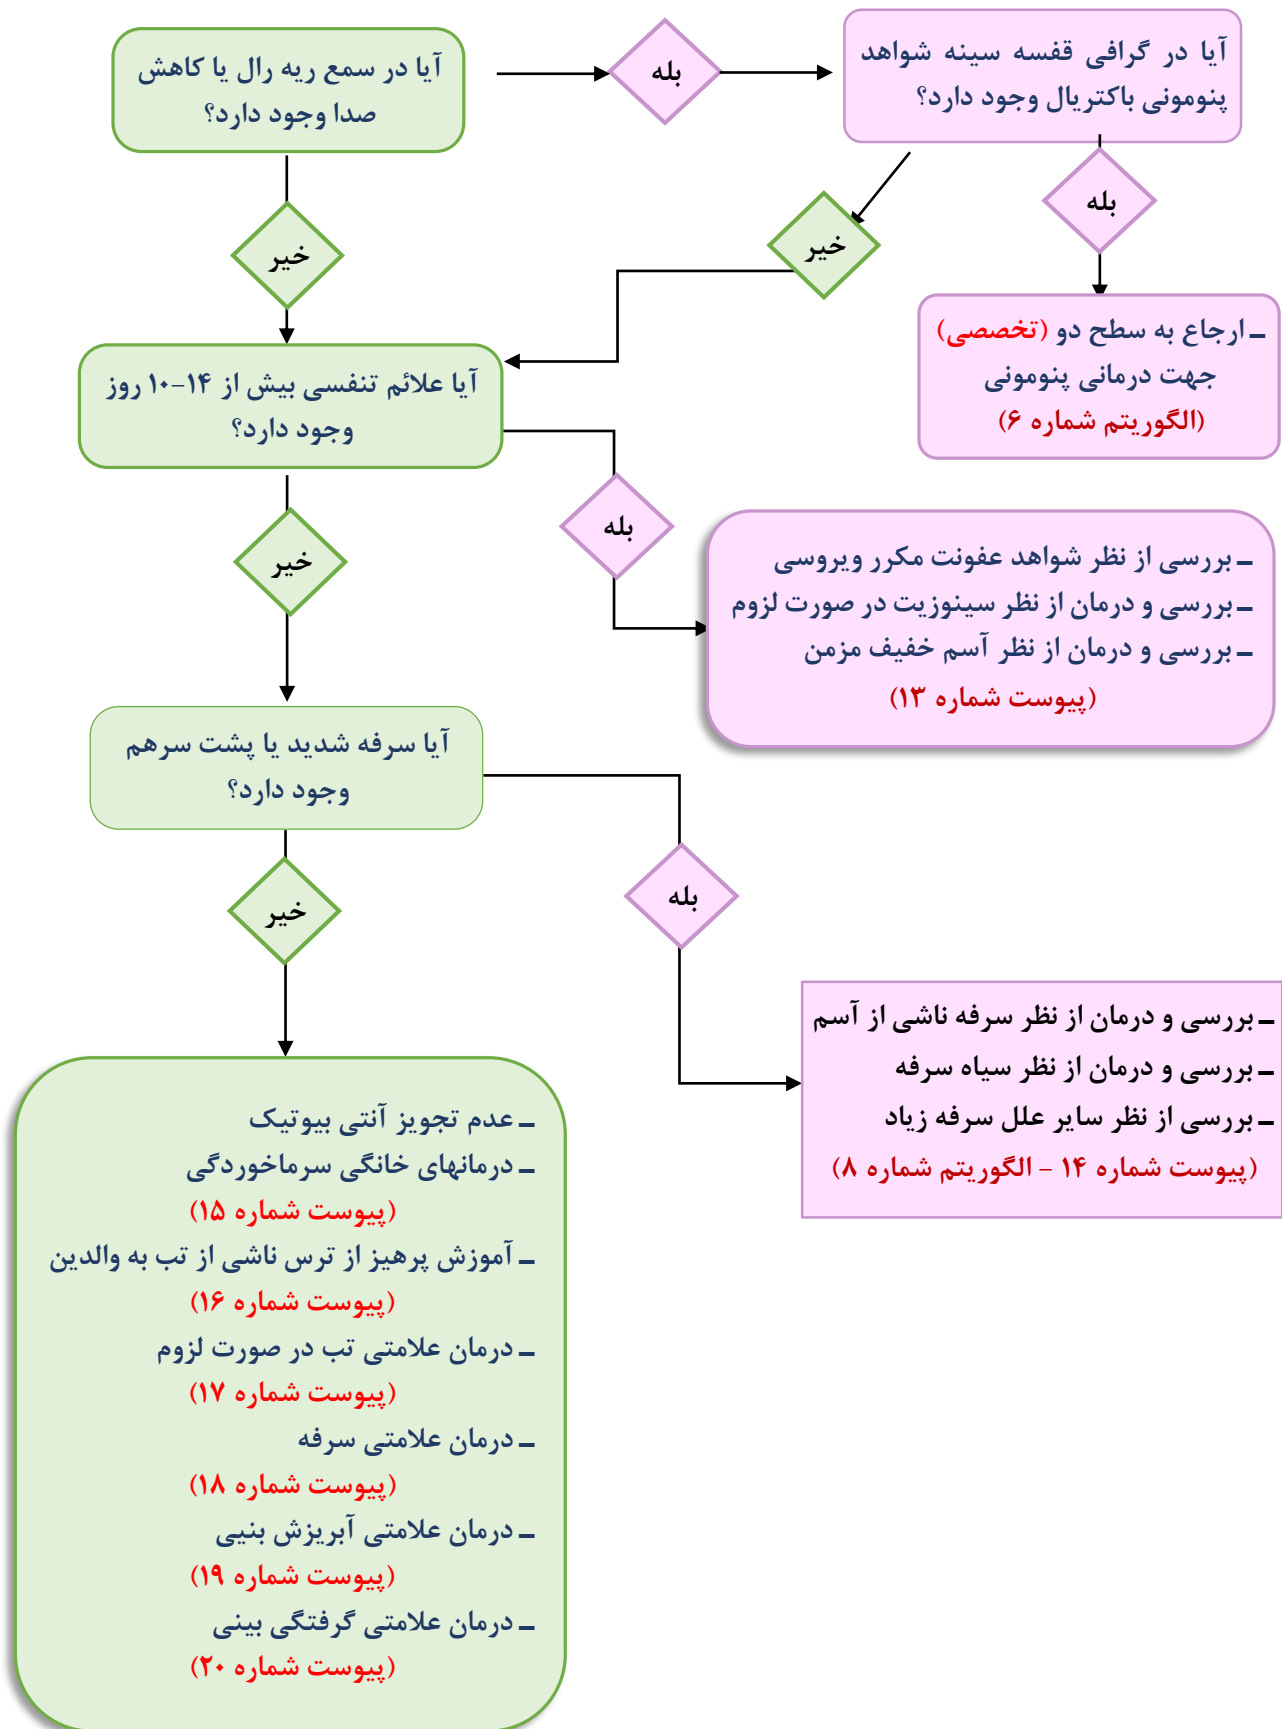 آیا در سمع ریه رال یا کاهش
صدا وجود دارد؟
بله
آیا در گرافی قفسه سینه شواهد
پنومونی باکتریال وجود دارد؟
بله
خیر
خیر
ـ ارجاع به سطح دو (تخصصی)
جهت درمانی پنومونی
(الگوریتم شماره ۶)
آیا علائم تنفسی بیش از ۱۴-۱۰ روز
وجود دارد؟
بله
خیر
ـ بررسی از نظر شواهد عفونت مکرر ویروسی
ـ بررسی و درمان از نظر سینوزیت در صورت لزوم
ـ بررسی و درمان از نظر آسم خفیف مزمن
(پیوست شماره ۱۳)
آیا سرفه شدید یا پشت سرهم
وجود دارد؟
بله
خیر
ـ بررسی و درمان از نظر سرفه ناشی از آسم
ـ بررسی و درمان از نظر سیاه سرفه
ـ بررسی از نظر سایر علل سرفه زیاد
(پیوست شماره ۱۴ - الگوریتم شماره ۸)
ـ عدم تجویز آنتی بیوتیک
ـ درمانهای خانگی سرماخوردگی
(پیوست شماره ۱۵)
ـ آموزش پرهیز از ترس ناشی از تب به والدین
(پیوست شماره ۱۶)
ـ درمان علامتی تب در صورت لزوم
(پیوست شماره ۱۷)
ـ درمان علامتی سرفه
(پیوست شماره ۱۸)
ـ درمان علامتی آبریزش بنیی
(پیوست شماره ۱۹)
ـ درمان علامتی گرفتگی بینی
(پیوست شماره ۲۰)